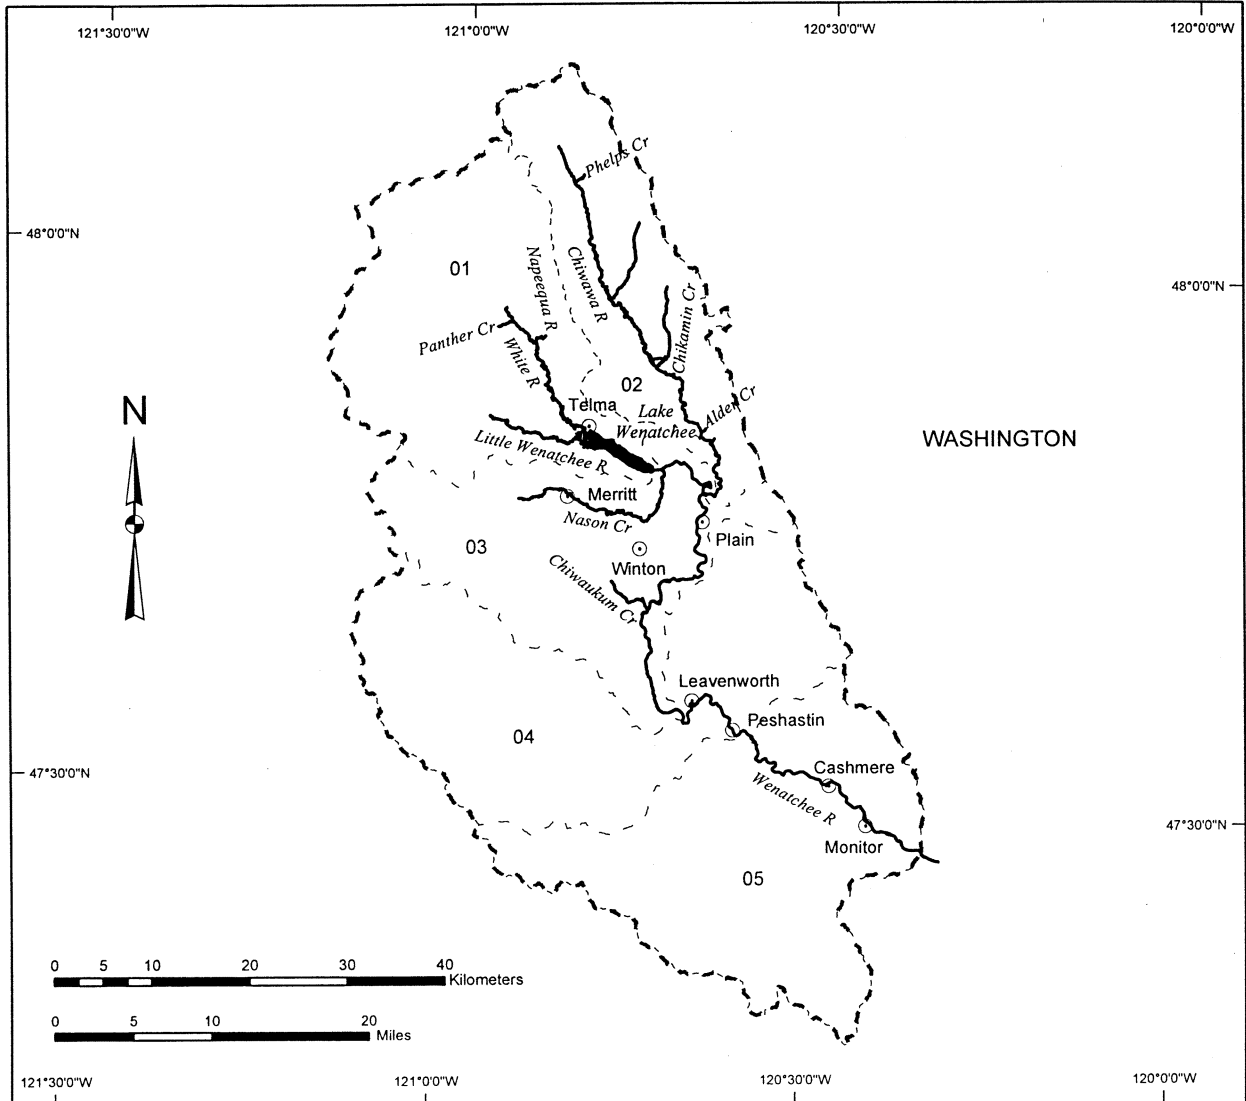 121°30'0"W
121°0'0"W
120°30'0"W
120°0'0"W
Phelps Cr
48°0'0"N
01
Napeequa R
Chiwawa R
48°0'0"N
Chikamin Cr
Panther Cr
White R
02
Telma
Lake
Wenatchee
Alder Cr
N
WASHINGTON
Little Wenatchee R
Merritt
Nason Cr
03
Plain
Winton
Chiwaukum Cr
Leavenworth
Peshastin
04
47°30'0"N
Cashmere
Wenatchee R
47°30'0"N
Monitor
05
0 5 10 20 30 40
Kilometers
0 5 10 20
Miles
121°30'0"W
121°0'0"W
120°30'0"W
120°0'0"W